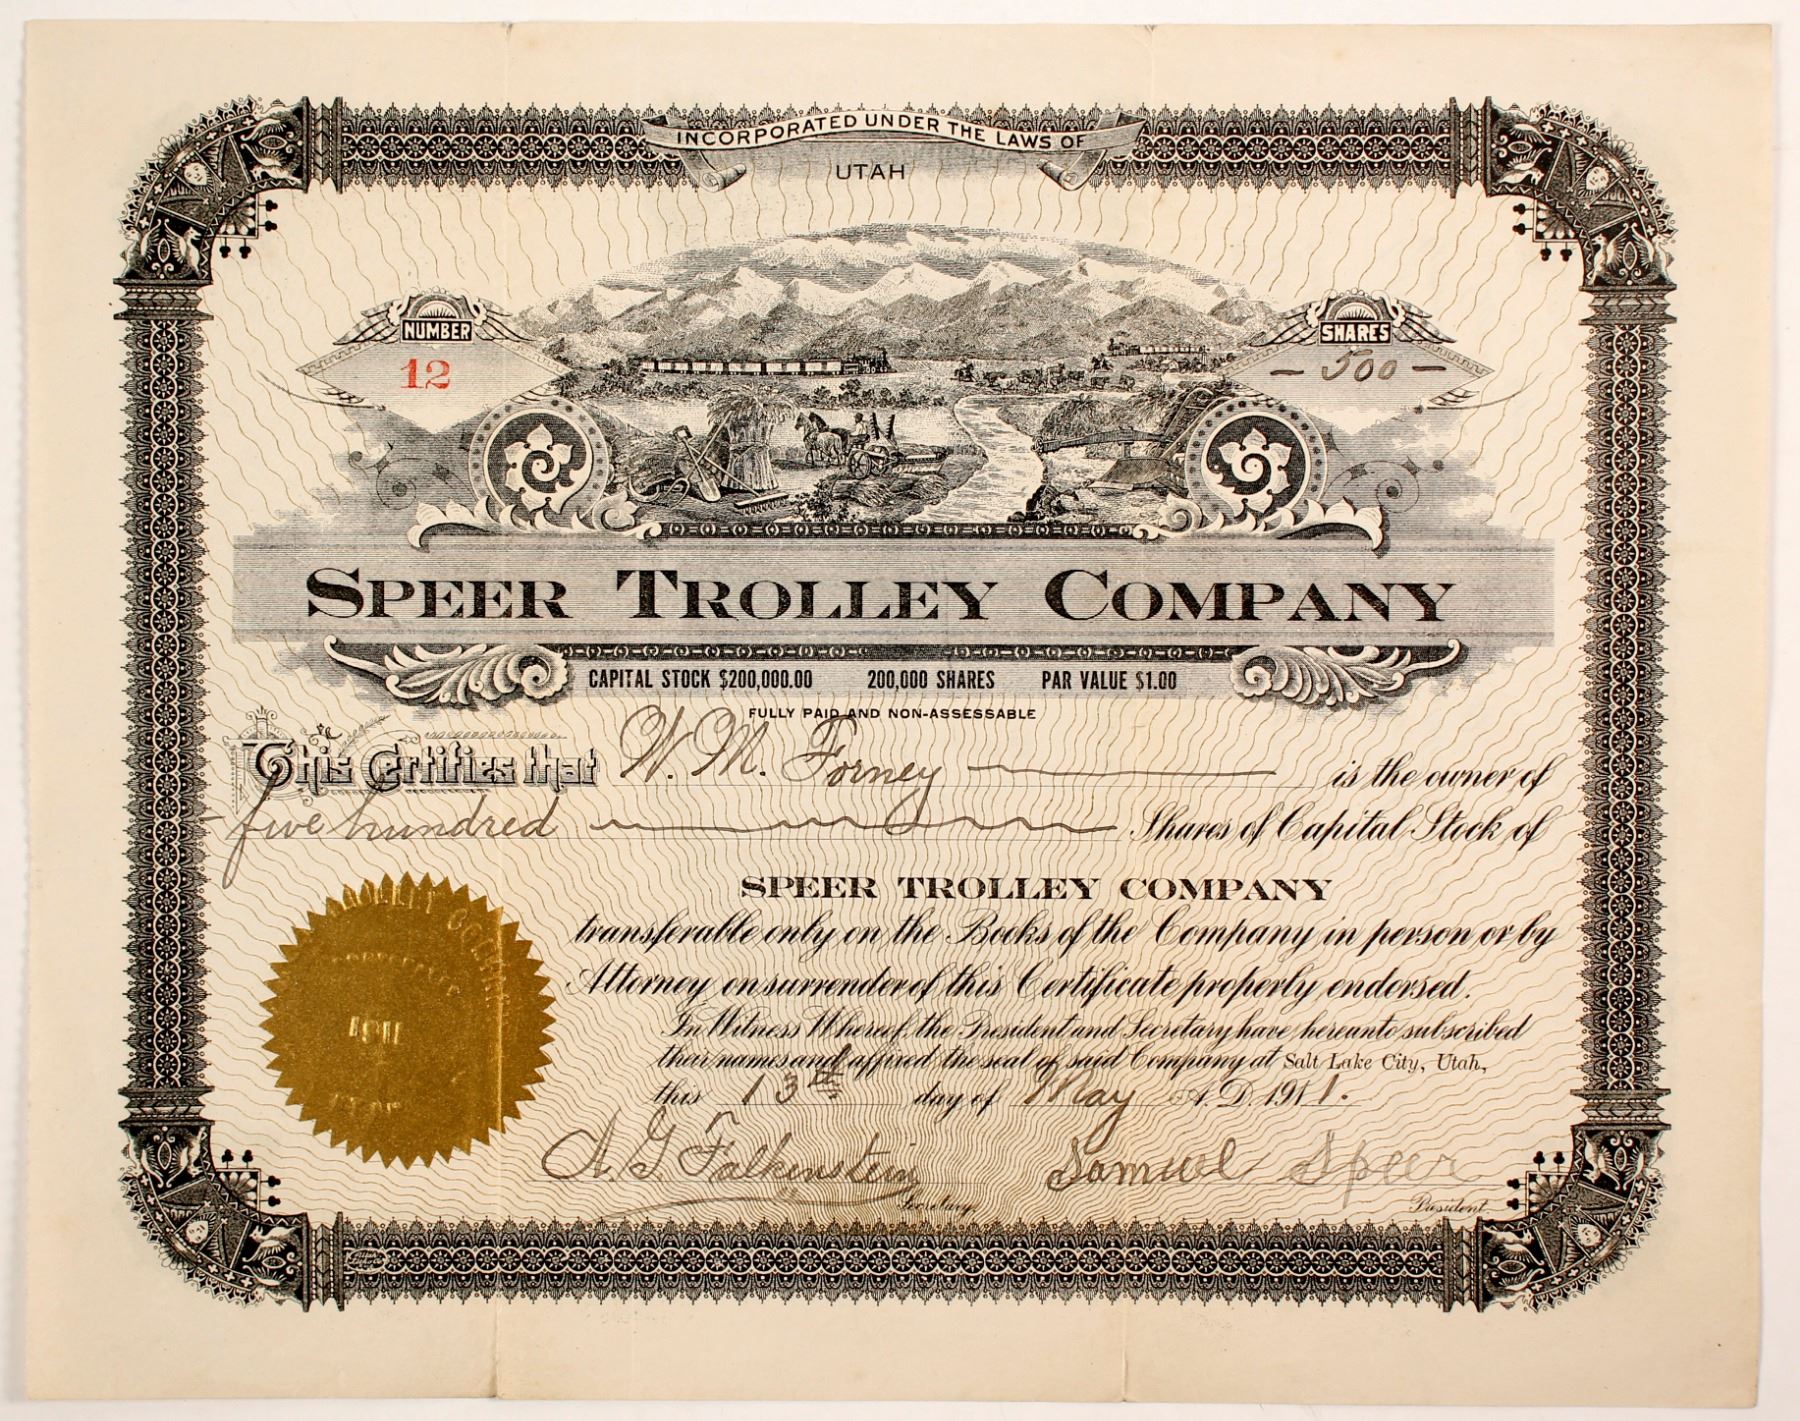 INCORPORATED UNDER THE LAWS OF
UTAH
NUMBER
12
SHARES
— 500 —
SPEER TROLLEY COMPANY
CAPITAL STOCK $200,000.00 200,000 SHARES PAR VALUE $1.00
FULLY PAID AND NON-ASSESSABLE
This Certifies that W. M. Forney is the owner of
five hundred Shares of Capital Stock of
SPEER TROLLEY COMPANY
transferable only on the Books of the Company in person or by
Attorney on surrender of this Certificate properly endorsed.
In Witness Whereof, the President and Secretary have hereunto subscribed
their names and affixed the seal of said Company at Salt Lake City, Utah,
this 13th day of May A.D. 1911.
A. G. Falkenstein Samuel Speer
Secretary. President.
TROLLEY COMPANY
CORPORATE
1911